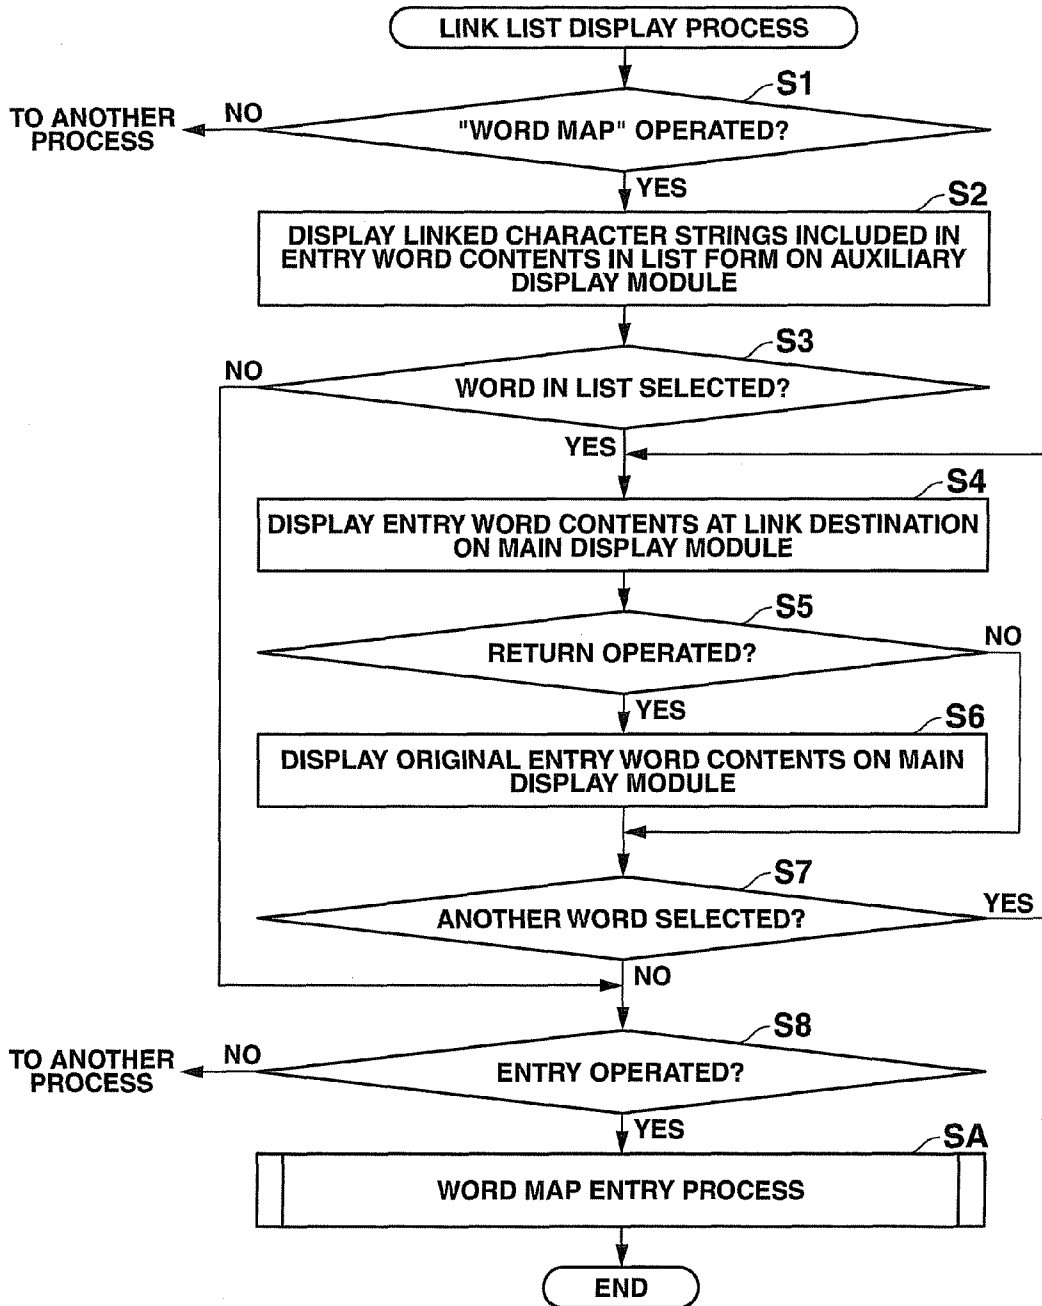 LINK LIST DISPLAY PROCESS
S1
NO
TO ANOTHER
PROCESS
"WORD MAP" OPERATED?
YES
S2
DISPLAY LINKED CHARACTER STRINGS INCLUDED IN
ENTRY WORD CONTENTS IN LIST FORM ON AUXILIARY
DISPLAY MODULE
S3
NO
WORD IN LIST SELECTED?
YES
S4
DISPLAY ENTRY WORD CONTENTS AT LINK DESTINATION
ON MAIN DISPLAY MODULE
S5
NO
RETURN OPERATED?
YES
S6
DISPLAY ORIGINAL ENTRY WORD CONTENTS ON MAIN
DISPLAY MODULE
S7
ANOTHER WORD SELECTED?
YES
NO
S8
TO ANOTHER
PROCESS
NO
ENTRY OPERATED?
YES
SA
WORD MAP ENTRY PROCESS
END